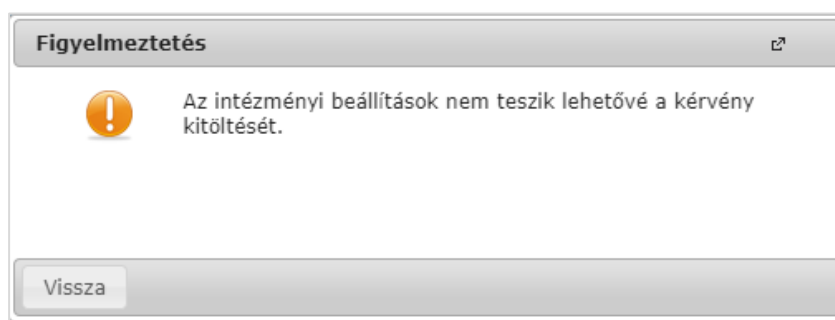 Figyelmeztetés
Az intézményi beállítások nem teszik lehetővé a kérvény
kitöltését.
Vissza